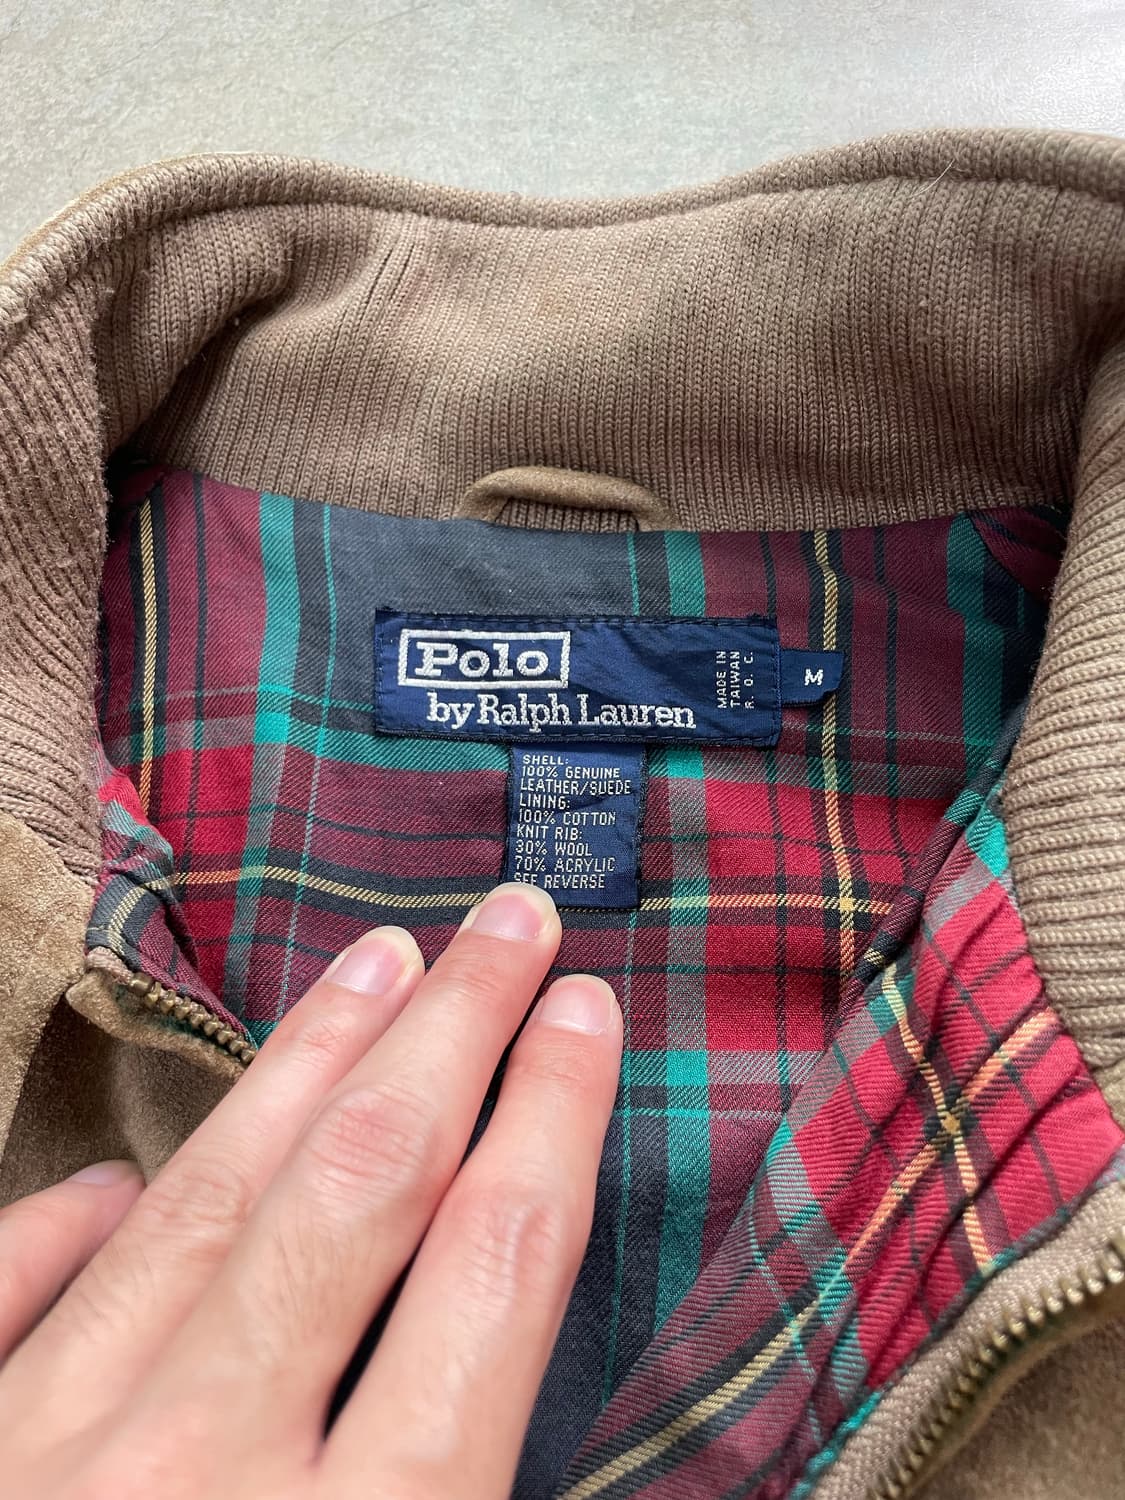 Polo
by Ralph Lauren
MADE IN
TAIWAN
R. O. C.
M
SHELL:
100% GENUINE
LEATHER/SUEDE
LINING:
100% COTTON
KNIT RIB:
30% WOOL
70% ACRYLIC
SEE REVERSE